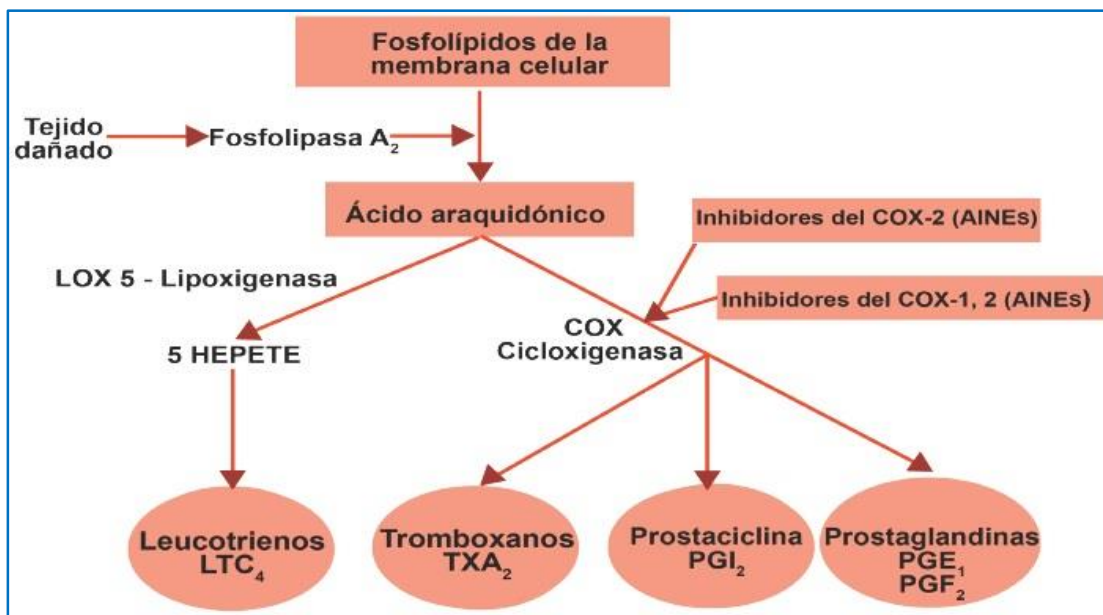 Fosfolípidos de la
membrana celular
Tejido
dañado
Fosfolipasa A₂
Ácido araquidónico
Inhibidores del COX-2 (AINEs)
LOX 5 - Lipoxigenasa
Inhibidores del COX-1, 2 (AINEs)
COX
Cicloxigenasa
5 HEPETE
Leucotrienos
LTC₄
Tromboxanos
TXA₂
Prostaciclina
PGI₂
Prostaglandinas
PGE₁
PGF₂